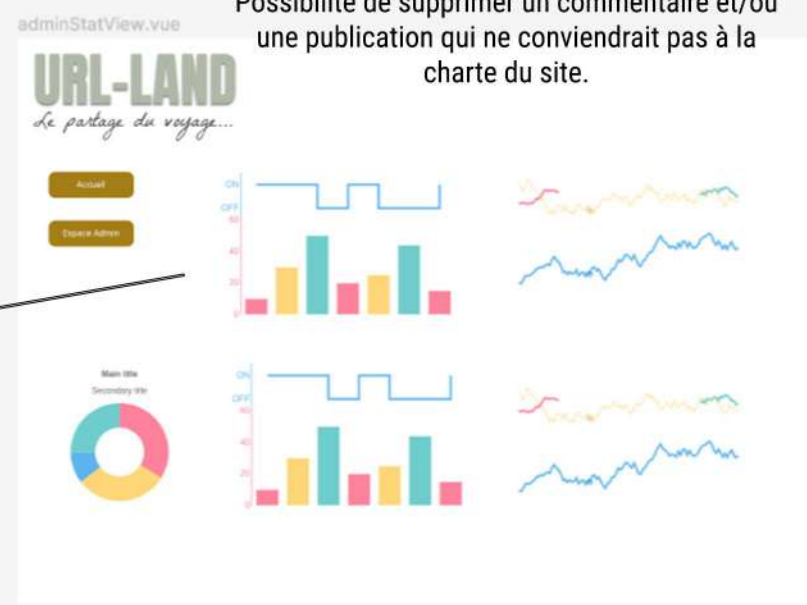 Possibilité de supprimer un commentaire et/ou
adminStatView.vue
une publication qui ne conviendrait pas à la
charte du site.
URL-LAND
Le partage du voyage...
Accueil
Espace Admin
ON
OFF
60
40
20
0
Main title
Secondary title
ON
OFF
60
40
20
0